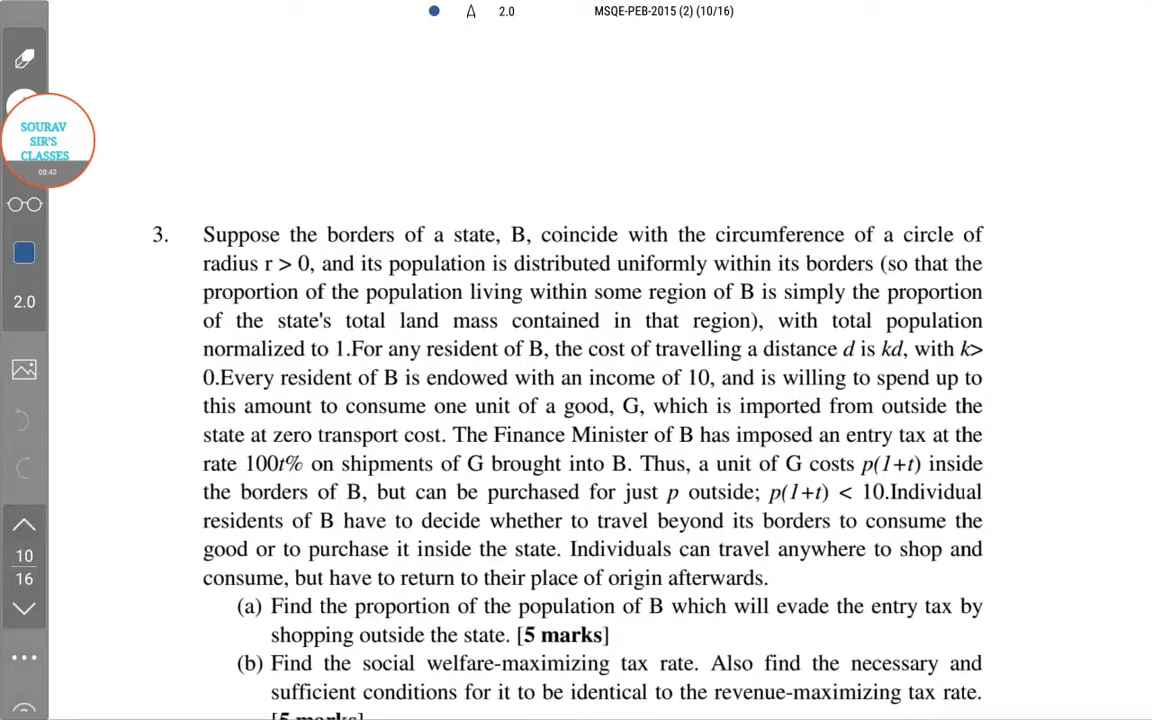 2.0
MSQE-PEB-2015 (2) (10/16)
SOURAV
SIR'S
CLASSES
08:42
2.0
10
16
3. Suppose the borders of a state, B, coincide with the circumference of a circle of
radius r > 0, and its population is distributed uniformly within its borders (so that the
proportion of the population living within some region of B is simply the proportion
of the state's total land mass contained in that region), with total population
normalized to 1.For any resident of B, the cost of travelling a distance d is kd, with k>
0.Every resident of B is endowed with an income of 10, and is willing to spend up to
this amount to consume one unit of a good, G, which is imported from outside the
state at zero transport cost. The Finance Minister of B has imposed an entry tax at the
rate 100t% on shipments of G brought into B. Thus, a unit of G costs p(1+t) inside
the borders of B, but can be purchased for just p outside; p(1+t) < 10.Individual
residents of B have to decide whether to travel beyond its borders to consume the
good or to purchase it inside the state. Individuals can travel anywhere to shop and
consume, but have to return to their place of origin afterwards.
(a) Find the proportion of the population of B which will evade the entry tax by
shopping outside the state. [5 marks]
(b) Find the social welfare-maximizing tax rate. Also find the necessary and
sufficient conditions for it to be identical to the revenue-maximizing tax rate.
[5 marks]